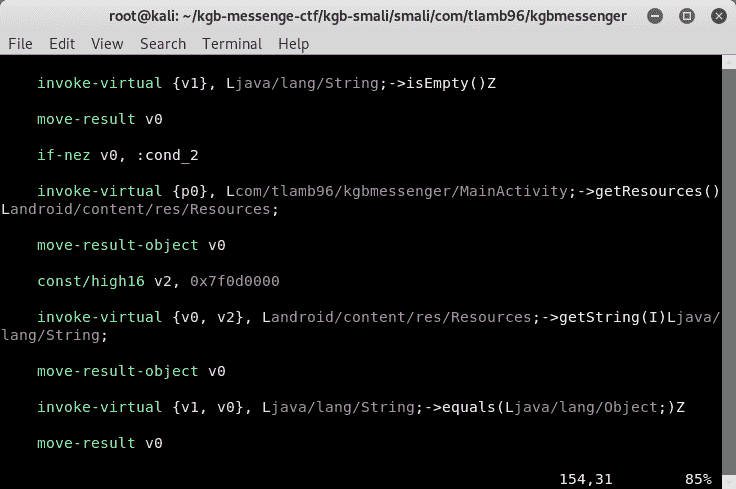 root@kali: ~/kgb-messenge-ctf/kgb-smali/smali/com/tlamb96/kgbmessenger
File Edit View Search Terminal Help
invoke-virtual {v1}, Ljava/lang/String;->isEmpty()Z
move-result v0
if-nez v0, :cond_2
invoke-virtual {p0}, Lcom/tlamb96/kgbmessenger/MainActivity;->getResources()
Landroid/content/res/Resources;
move-result-object v0
const/high16 v2, 0x7f0d0000
invoke-virtual {v0, v2}, Landroid/content/res/Resources;->getString(I)Ljava/
lang/String;
move-result-object v0
invoke-virtual {v1, v0}, Ljava/lang/String;->equals(Ljava/lang/Object;)Z
move-result v0
154,31 85%